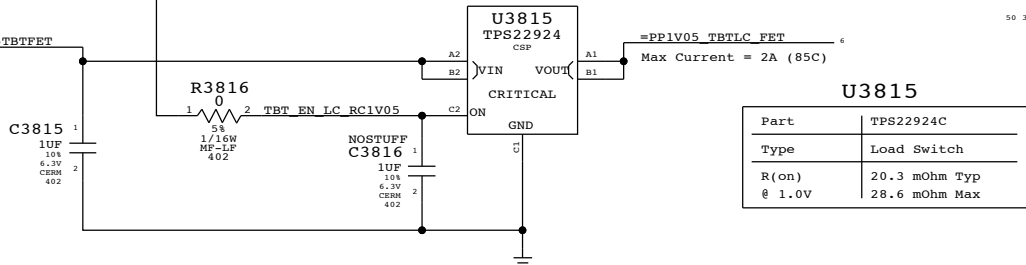 U3815
TPS22924
CSP
50 3
TBTFET
=PP1V05_TBTLC_FET
6
A2
A1
Max Current = 2A (85C)
B2
VIN
VOUT
B1
R3816
0
CRITICAL
U3815
1
2
TBT_EN_LC_RC1V05
C2
ON
5%
1/16W
MF-LF
402
GND
C1
Part
TPS22924C
C3815
1
1UF
10%
6.3V
CERM
402
2
NOSTUFF
C3816
1
1UF
10%
6.3V
CERM
402
2
Type
Load Switch
R(on)
20.3 mOhm Typ
@ 1.0V
28.6 mOhm Max